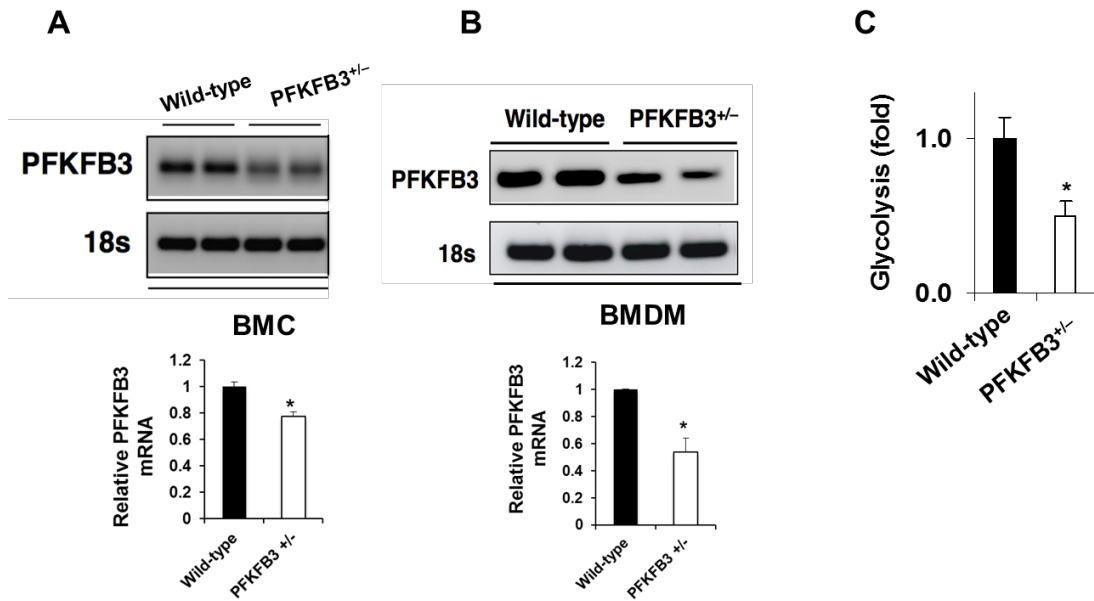 A
Wild-type PFKFB3+/–
PFKFB3
18s
BMC
1.2
1
0.8
0.6
0.4
0.2
0
Relative PFKFB3
mRNA
*
Wild-type
PFKFB3 +/-
B
Wild-type PFKFB3+/–
PFKFB3
18s
BMDM
1.2
1
0.8
0.6
0.4
0.2
0
Relative PFKFB3
mRNA
*
Wild-type
PFKFB3 +/-
C
Glycolysis (fold)
1.0
0.0
*
Wild-type
PFKFB3+/–